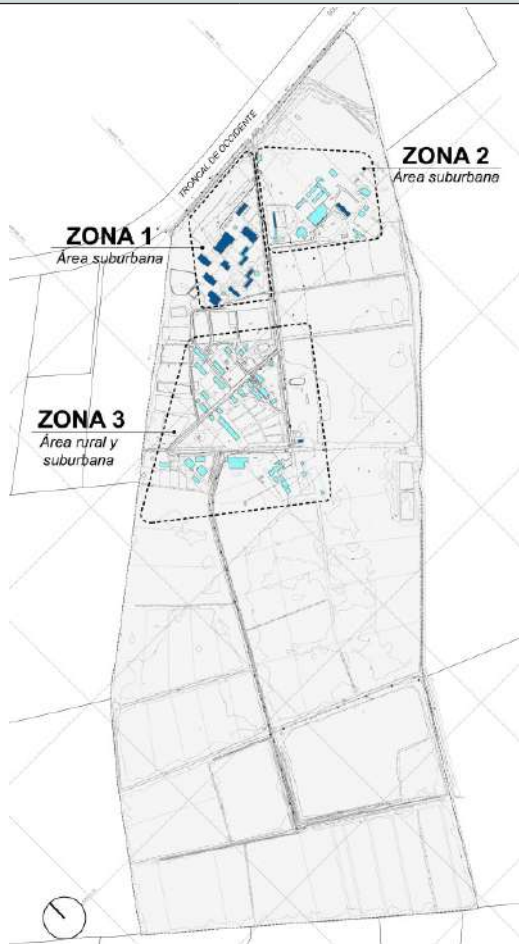 TRONCAL DE OCCIDENTE
ZONA 2
Área suburbana
ZONA 1
Área suburbana
ZONA 3
Área rural y
suburbana